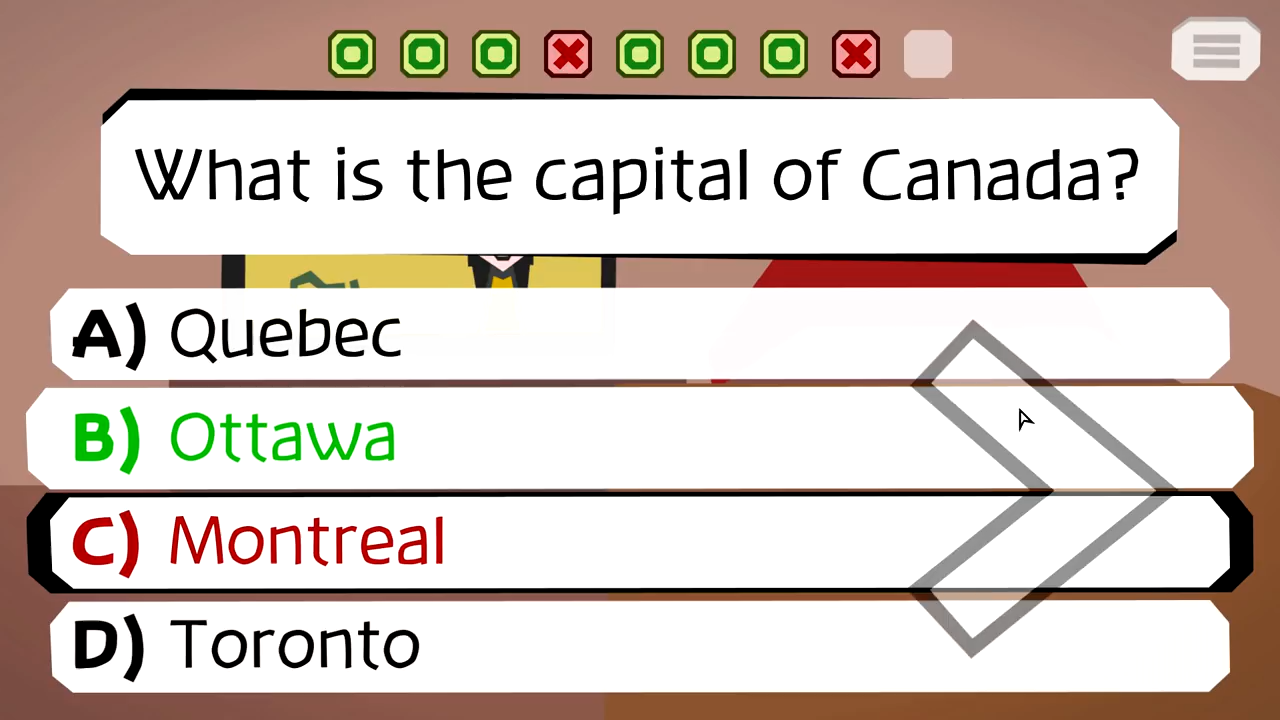 What is the capital of Canada?
A) Quebec
B) Ottawa
C) Montreal
D) Toronto